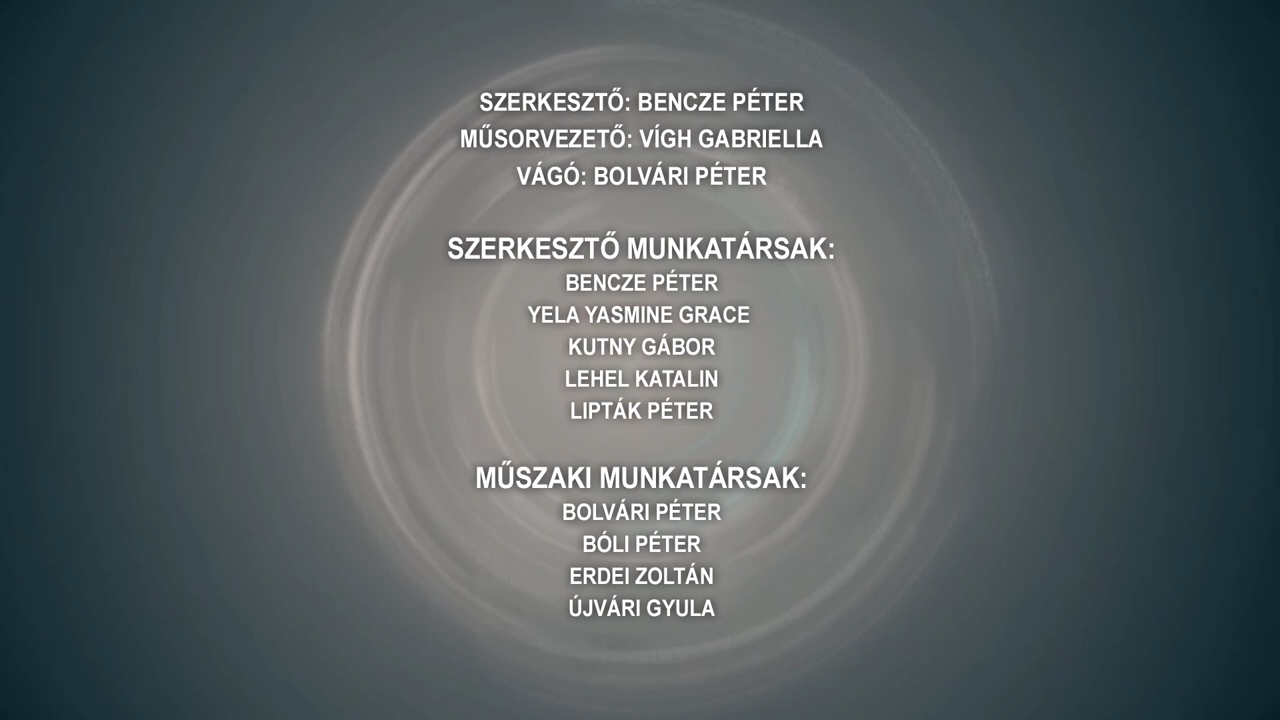 SZERKESZTŐ: BENCZE PÉTER
MŰSORVEZETŐ: VÍGH GABRIELLA
VÁGÓ: BOLVÁRI PÉTER
SZERKESZTŐ MUNKATÁRSAK:
BENCZE PÉTER
YELA YASMINE GRACE
KUTNY GÁBOR
LEHEL KATALIN
LIPTÁK PÉTER
MŰSZAKI MUNKATÁRSAK:
BOLVÁRI PÉTER
BÓLI PÉTER
ERDEI ZOLTÁN
ÚJVÁRI GYULA